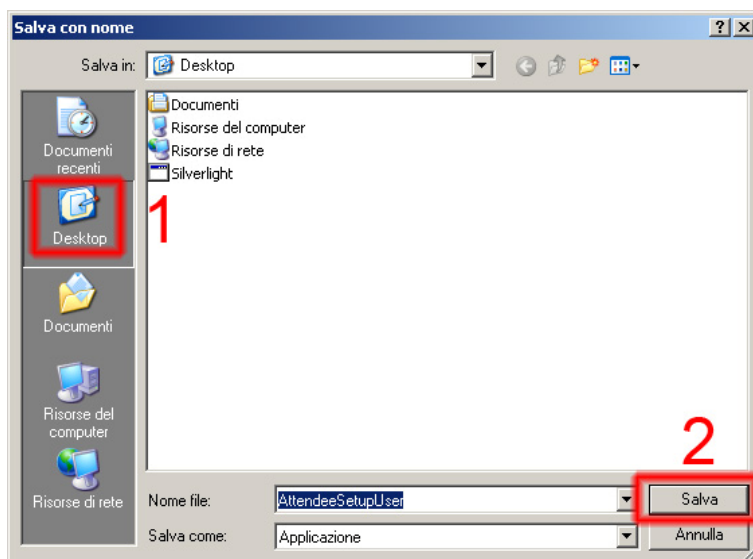 Salva con nome
Salva in:
Desktop
Documenti
recenti
Desktop
Documenti
Risorse del
computer
Risorse di rete
Documenti
Risorse del computer
Risorse di rete
Silverlight
1
2
Nome file:
AttendeeSetupUser
Salva
Salva come:
Applicazione
Annulla